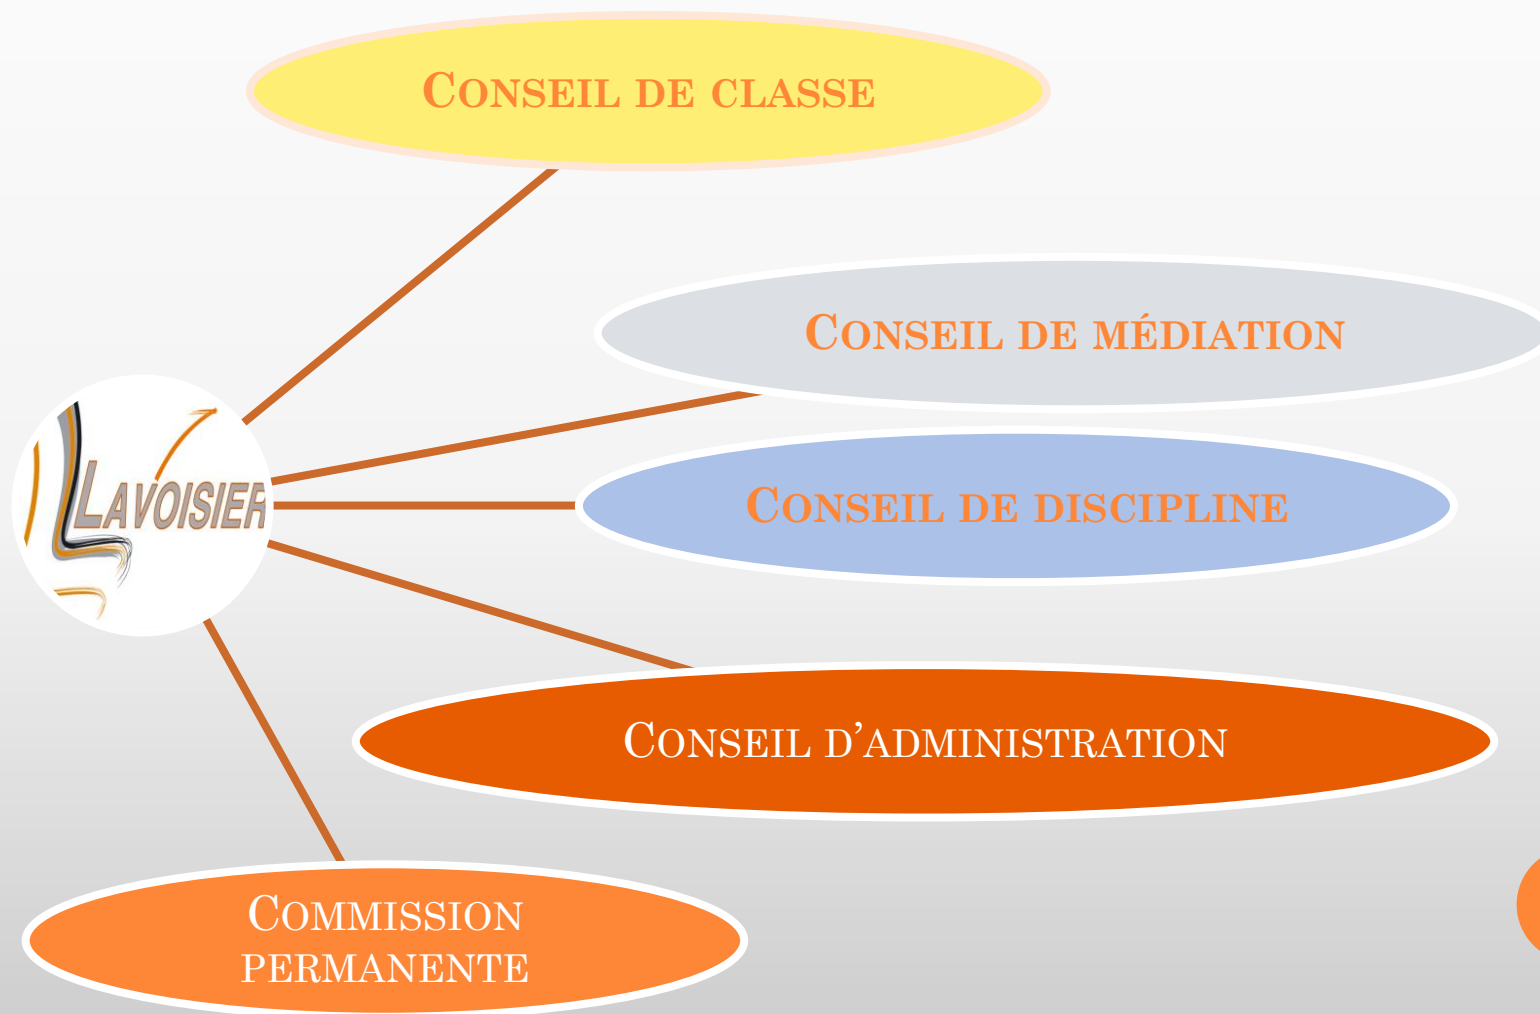 CONSEIL DE CLASSE
CONSEIL DE MÉDIATION
LAVOISIER
CONSEIL DE DISCIPLINE
CONSEIL D’ADMINISTRATION
COMMISSION
PERMANENTE